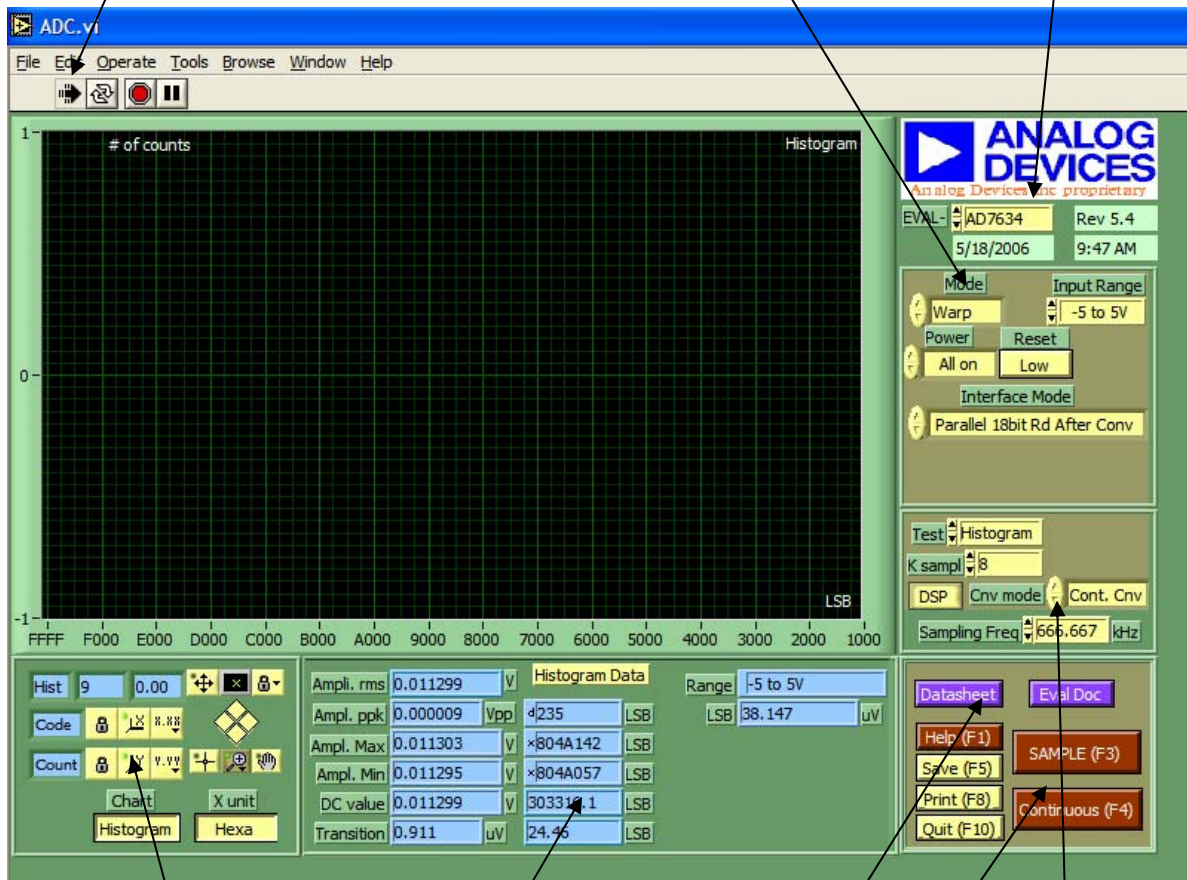 ADC.vi
File Edit Operate Tools Browse Window Help
1
# of counts
Histogram
0
LSB
-1
FFFF F000 E000 D000 C000 B000 A000 9000 8000 7000 6000 5000 4000 3000 2000 1000
ANALOG
DEVICES
Analog Devices Inc proprietary
EVAL- AD7634 Rev 5.4
5/18/2006 9:47 AM
Mode Input Range
Warp -5 to 5V
Power Reset
All on Low
Interface Mode
Parallel 18bit Rd After Conv
Test Histogram
K sampl 8
DSP Cnv mode Cont. Cnv
Sampling Freq 666.667 kHz
Hist 9 0.00
Code X X.XX
Count Y Y.YY
Chart X unit
Histogram Hexa
Histogram Data
Ampli. rms 0.011299 V
Ampl. ppk 0.000009 Vpp d235 LSB
Ampl. Max 0.011303 V x804A142 LSB
Ampl. Min 0.011295 V x804A057 LSB
DC value 0.011299 V LSB
Transition 0.911 uV 24.46 LSB
Range -5 to 5V
LSB 38.147 uV
Datasheet Eval Doc
Help (F1)
Save (F5)
Print (F8)
Quit (F10)
SAMPLE (F3)
Continuous (F4)